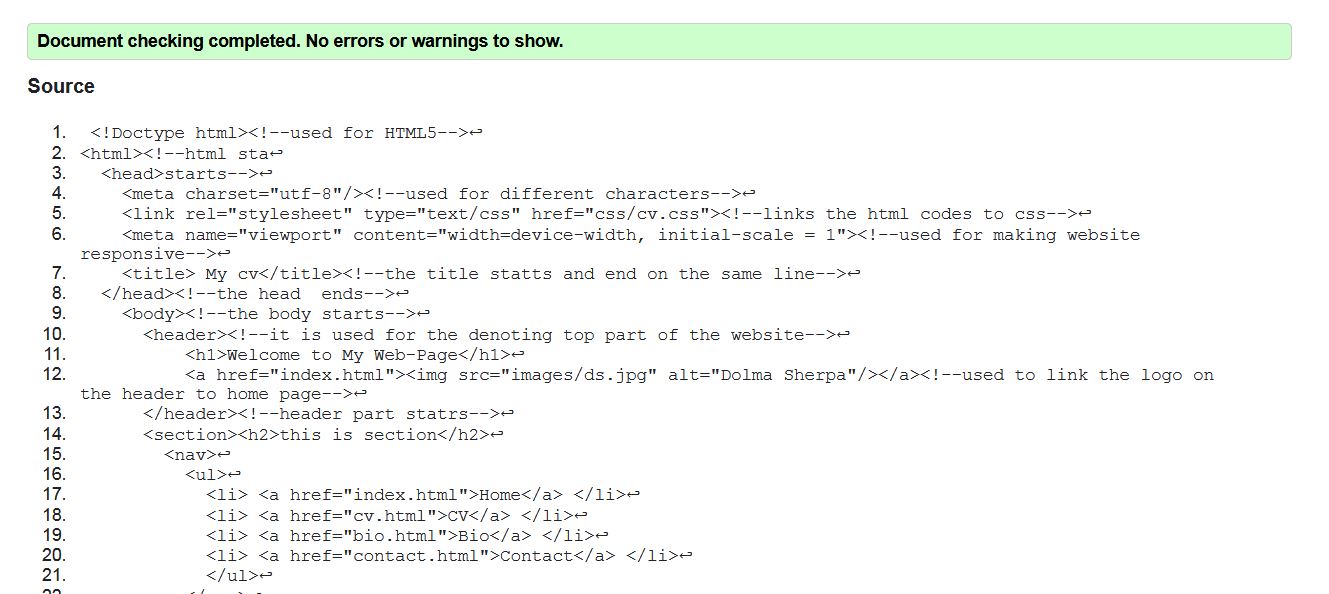 Document checking completed. No errors or warnings to show.
Source
1. <!Doctype html><!--used for HTML5-->↩
2. <html><!--html sta↩
3. <head>starts-->↩
4. <meta charset="utf-8"/><!--used for different characters-->↩
5. <link rel="stylesheet" type="text/css" href="css/cv.css"><!--links the html codes to css-->↩
6. <meta name="viewport" content="width=device-width, initial-scale = 1"><!--used for making website
responsive-->↩
7. <title> My cv</title><!--the title statts and end on the same line-->↩
8. </head><!--the head  ends-->↩
9. <body><!--the body starts-->↩
10. <header><!--it is used for the denoting top part of the website-->↩
11. <h1>Welcome to My Web-Page</h1>↩
12. <a href="index.html"><img src="images/ds.jpg" alt="Dolma Sherpa"/></a><!--used to link the logo on
the header to home page-->↩
13. </header><!--header part statrs-->↩
14. <section><h2>this is section</h2>↩
15. <nav>↩
16. <ul>↩
17. <li> <a href="index.html">Home</a> </li>↩
18. <li> <a href="cv.html">CV</a> </li>↩
19. <li> <a href="bio.html">Bio</a> </li>↩
20. <li> <a href="contact.html">Contact</a> </li>↩
21. </ul>↩